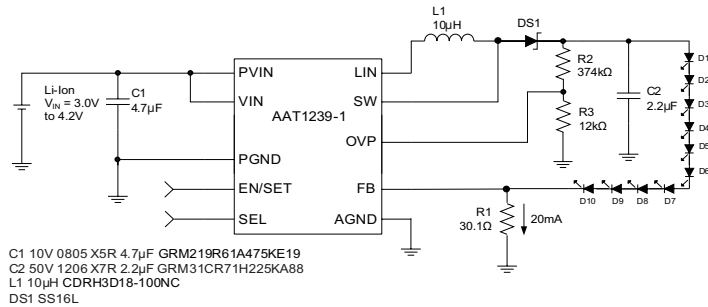 L1
10µH
DS1
PVIN
LIN
VIN
SW
AAT1239-1
OVP
PGND
EN/SET
FB
SEL
AGND
Li-Ion
VIN = 3.0V
to 4.2V
C1
4.7µF
R2
374kΩ
R3
12kΩ
C2
2.2µF
D1
D2
D3
D4
D5
D6
D10
D9
D8
D7
R1
30.1Ω
20mA
C1 10V 0805 X5R 4.7µF GRM219R61A475KE19
C2 50V 1206 X7R 2.2µF GRM31CR71H225KA88
L1 10µH CDRH3D18-100NC
DS1 SS16L